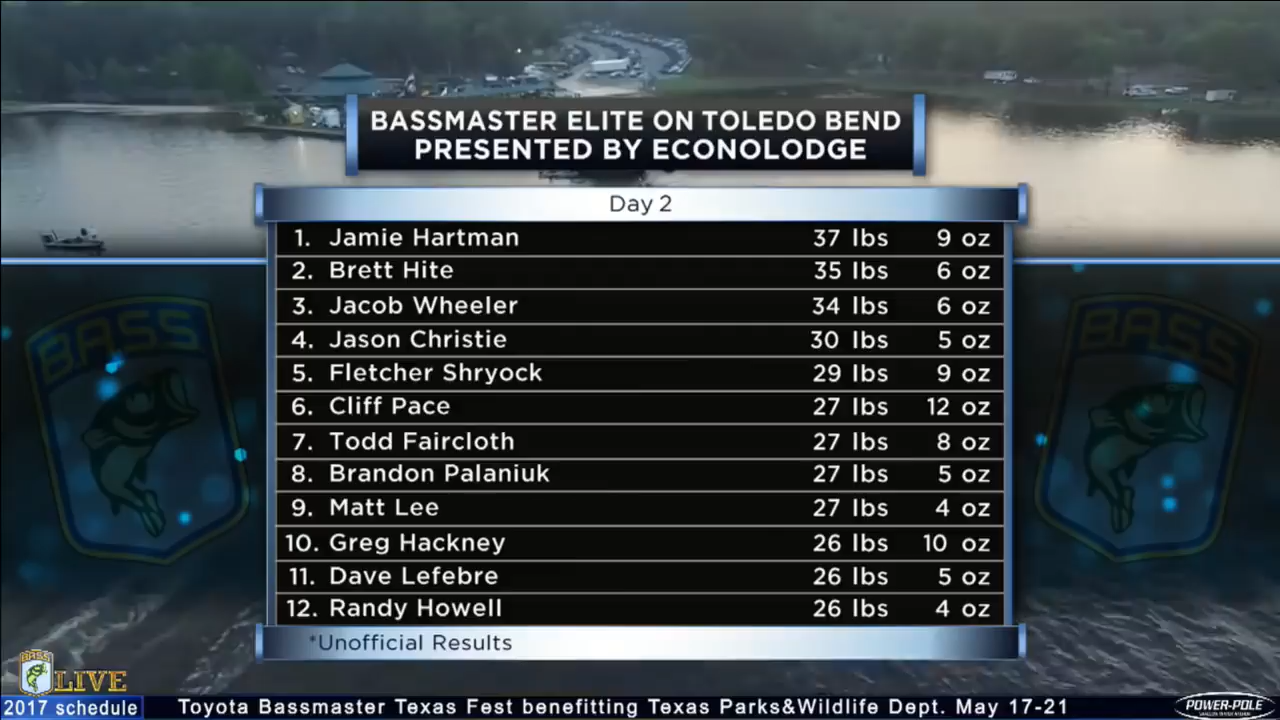 BASSMASTER ELITE ON TOLEDO BEND
PRESENTED BY ECONOLODGE
Day 2
1. Jamie Hartman 37 lbs 9 oz
2. Brett Hite 35 lbs 6 oz
3. Jacob Wheeler 34 lbs 6 oz
4. Jason Christie 30 lbs 5 oz
5. Fletcher Shryock 29 lbs 9 oz
6. Cliff Pace 27 lbs 12 oz
7. Todd Faircloth 27 lbs 8 oz
8. Brandon Palaniuk 27 lbs 5 oz
9. Matt Lee 27 lbs 4 oz
10. Greg Hackney 26 lbs 10 oz
11. Dave Lefebre 26 lbs 5 oz
12. Randy Howell 26 lbs 4 oz
*Unofficial Results
BASS
BASS
BASS
LIVE
2017 schedule Toyota Bassmaster Texas Fest benefitting Texas Parks&Wildlife Dept. May 17-21
POWER-POLE